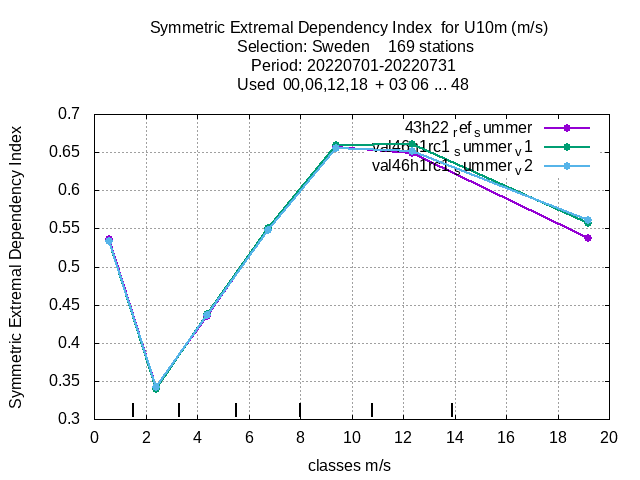 Symmetric Extremal Dependency Index  for U10m (m/s)
Selection: Sweden    169 stations
Period: 20220701-20220731
Used  00,06,12,18  + 03 06 ... 48
Symmetric Extremal Dependency Index
0.7
0.65
0.6
0.55
0.5
0.45
0.4
0.35
0.3
43h22 ref summer
val46h1rc1 summer v1
val46h1rc1 summer v2
0 2 4 6 8 10 12 14 16 18 20
classes m/s